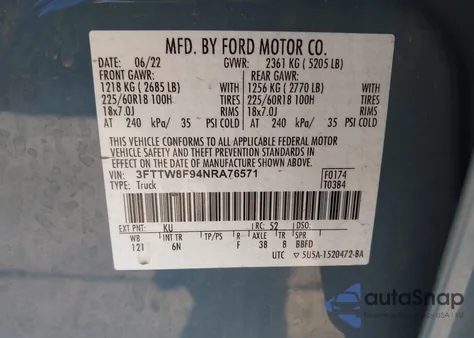 MFD. BY FORD MOTOR CO.
DATE: 06/22 GVWR: 2361 KG ( 5205 LB)
FRONT GAWR: REAR GAWR:
1218 KG ( 2685 LB) 1256 KG ( 2770 LB)
225/60R18 100H TIRES 225/60R18 100H TIRES
18x7.0J RIMS 18x7.0J RIMS
AT 240 kPa/ 35 PSI COLD AT 240 kPa/ 35 PSI COLD
THIS VEHICLE CONFORMS TO ALL APPLICABLE FEDERAL MOTOR
VEHICLE SAFETY AND THEFT PREVENTION STANDARDS IN EFFECT
ON THE DATE OF MANUFACTURE SHOWN ABOVE.
VIN: 3FTTW8F94NRA76571 F0174
TYPE: Truck T0384
EXT PNT: KU RC: 52 DSO:
WB INT TR TP/PS R AXLE TR SPR
121 6N F 38 8 BBFD
UTC ▽ 5U5A-1520472-BA
autoSnap